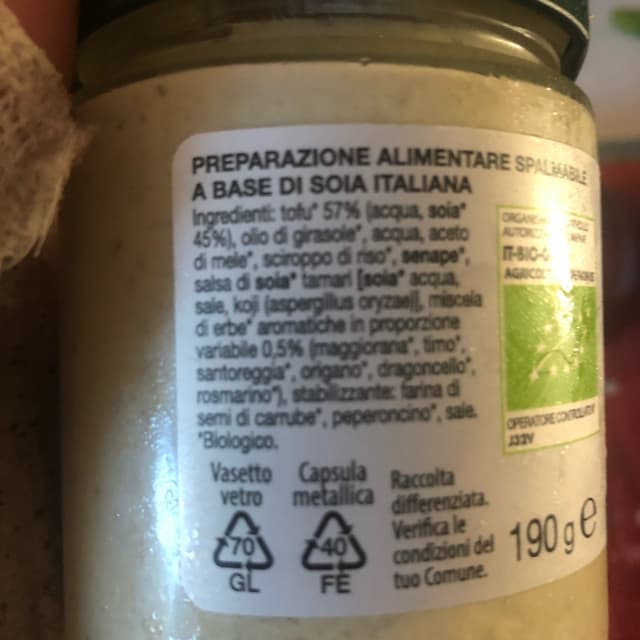 PREPARAZIONE ALIMENTARE SPALMABILE
A BASE DI SOIA ITALIANA
Ingredienti: tofu* 57% (acqua, soia*
45%), olio di girasole*, acqua, aceto
di mele*, sciroppo di riso*, senape*,
salsa di soia* tamari [soia* acqua,
sale, koji (aspergillus oryzae)], miscela
di erbe* aromatiche in proporzione
variabile 0,5% (maggiorana*, timo*,
santoreggia*, origano*, dragoncello*,
rosmarino*), stabilizzante: farina di
semi di carrube*, peperoncino*, sale.
*Biologico.
IT-BIO-
OPERATORE CONTROLLATO
J33V
Vasetto
vetro
70
GL
Capsula
metallica
40
FE
Raccolta
differenziata.
Verifica le
condizioni del
tuo Comune.
190 g e